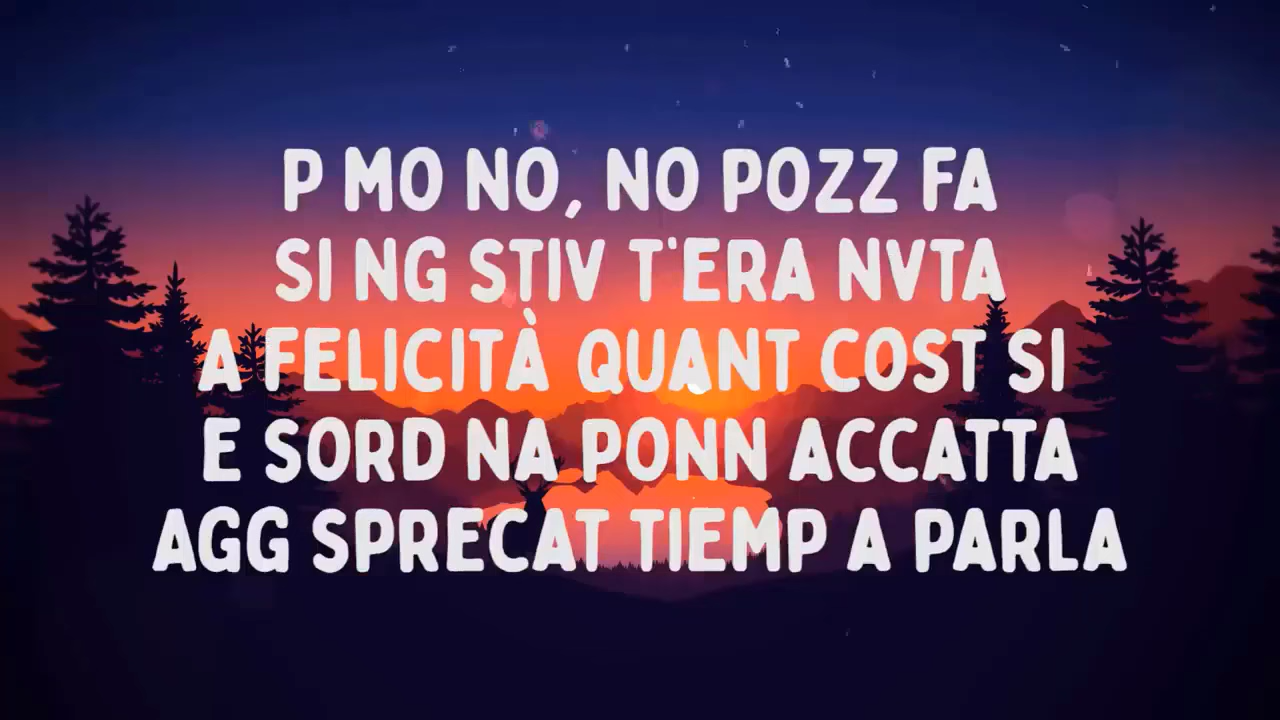 P MO NO, NO POZZ FA
SI NG STIV T'ERA NVTA
A FELICITÀ QUANT COST SI
E SORD NA PONN ACCATTA
AGG SPRECAT TIEMP A PARLA